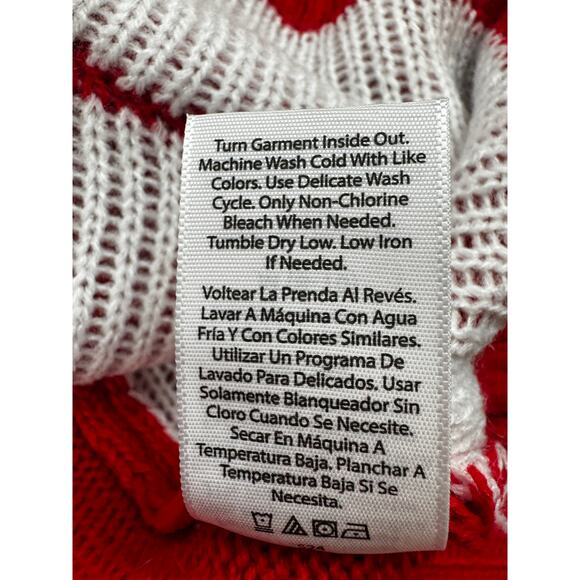 Turn Garment Inside Out.
Machine Wash Cold With Like
Colors. Use Delicate Wash
Cycle. Only Non-Chlorine
Bleach When Needed.
Tumble Dry Low. Low Iron
If Needed.
Voltear La Prenda Al Revés.
Lavar A Máquina Con Agua
Fría Y Con Colores Similares.
Utilizar Un Programa De
Lavado Para Delicados. Usar
Solamente Blanqueador Sin
Cloro Cuando Se Necesite.
Secar En Máquina A
Temperatura Baja. Planchar A
Temperatura Baja Si Se
Necesita.